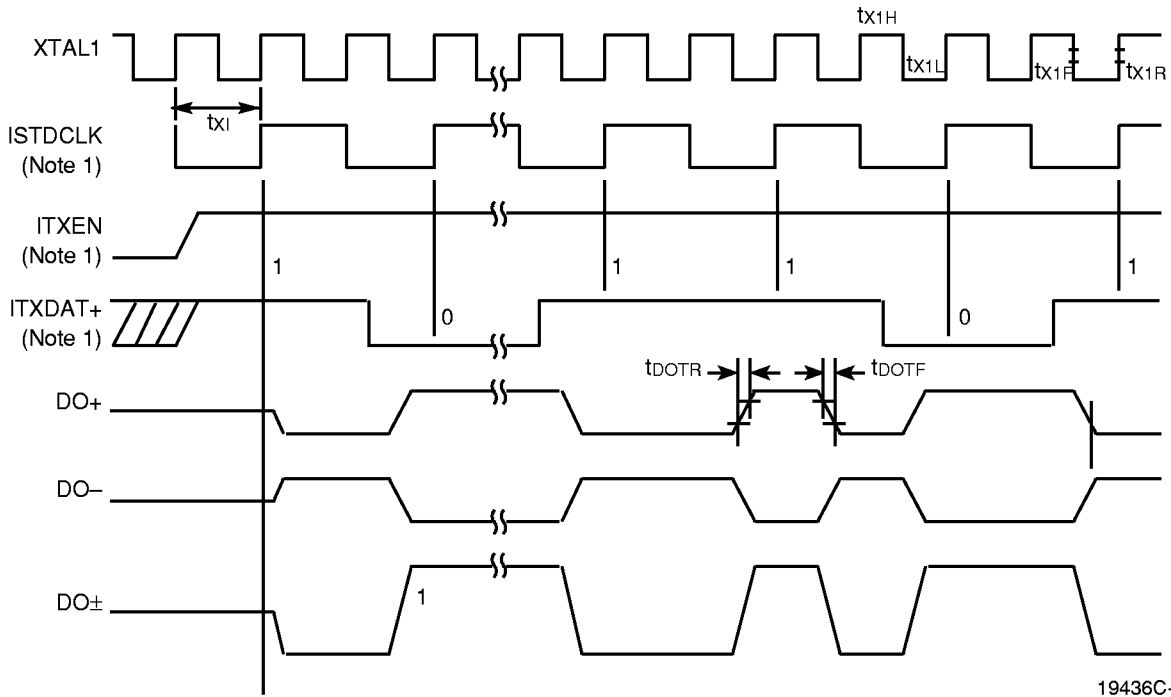 tX1H
XTAL1
tX1L
tX1F
tX1R
tXI
ISTDCLK
(Note 1)
ITXEN
(Note 1)
1
1
1
1
ITXDAT+
(Note 1)
0
0
tDOTR
tDOTF
DO+
DO–
DO±
1
19436C-